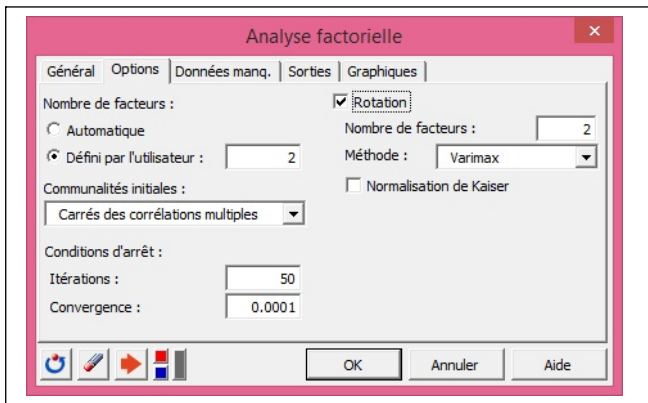 Analyse factorielle
Général Options Données manq. Sorties Graphiques
Nombre de facteurs :
Automatique
Défini par l'utilisateur : 2
Communalités initiales :
Carrés des corrélations multiples
Conditions d'arrêt :
Itérations : 50
Convergence : 0.0001
Rotation
Nombre de facteurs : 2
Méthode : Varimax
Normalisation de Kaiser
OK Annuler Aide